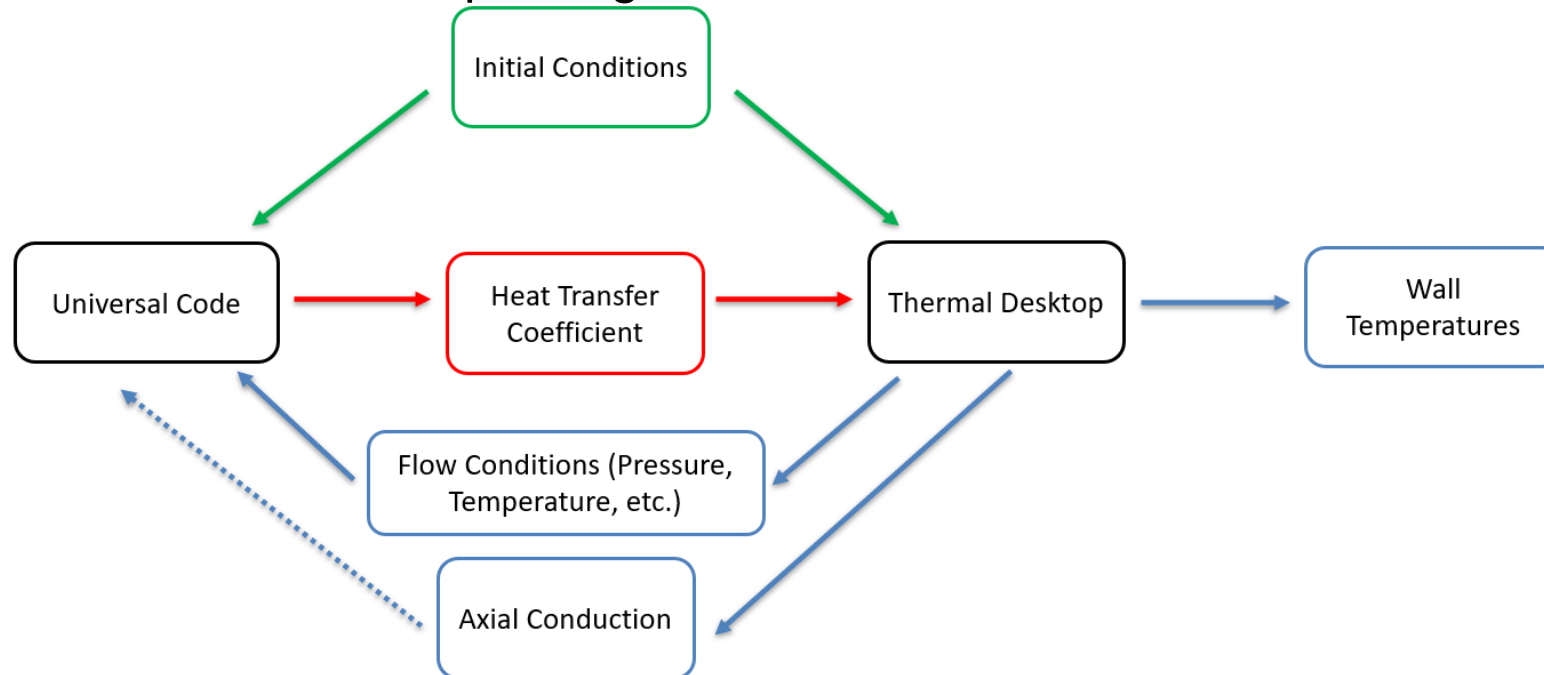 Initial Conditions
Universal Code
Heat Transfer
Coefficient
Thermal Desktop
Wall
Temperatures
Flow Conditions (Pressure,
Temperature, etc.)
Axial Conduction